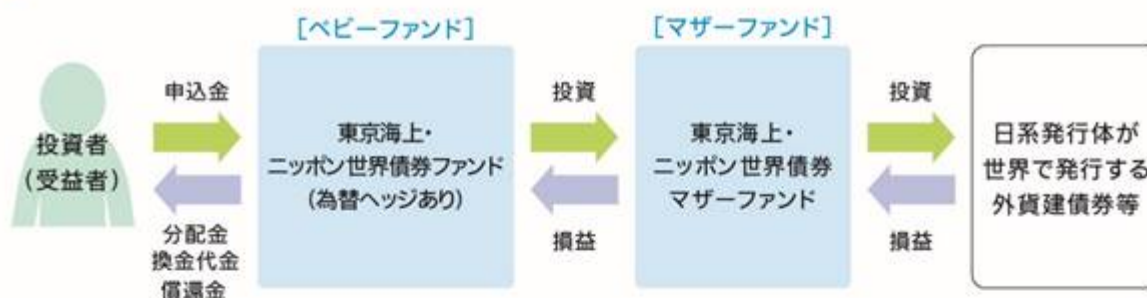 [ベビーファンド]
[マザーファンド]
投資者
(受益者)
申込金
分配金
換金代金
償還金
東京海上・
ニッポン世界債券ファンド
(為替ヘッジあり)
投資
損益
東京海上・
ニッポン世界債券
マザーファンド
投資
損益
日系発行体が
世界で発行する
外貨建債券等